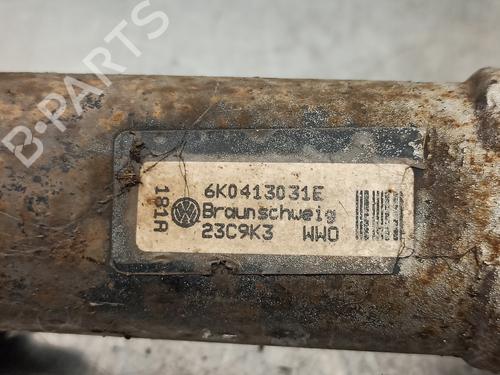 B-PARTS
181A
6K0413031E
Braunschweig
23C9K3 WWO